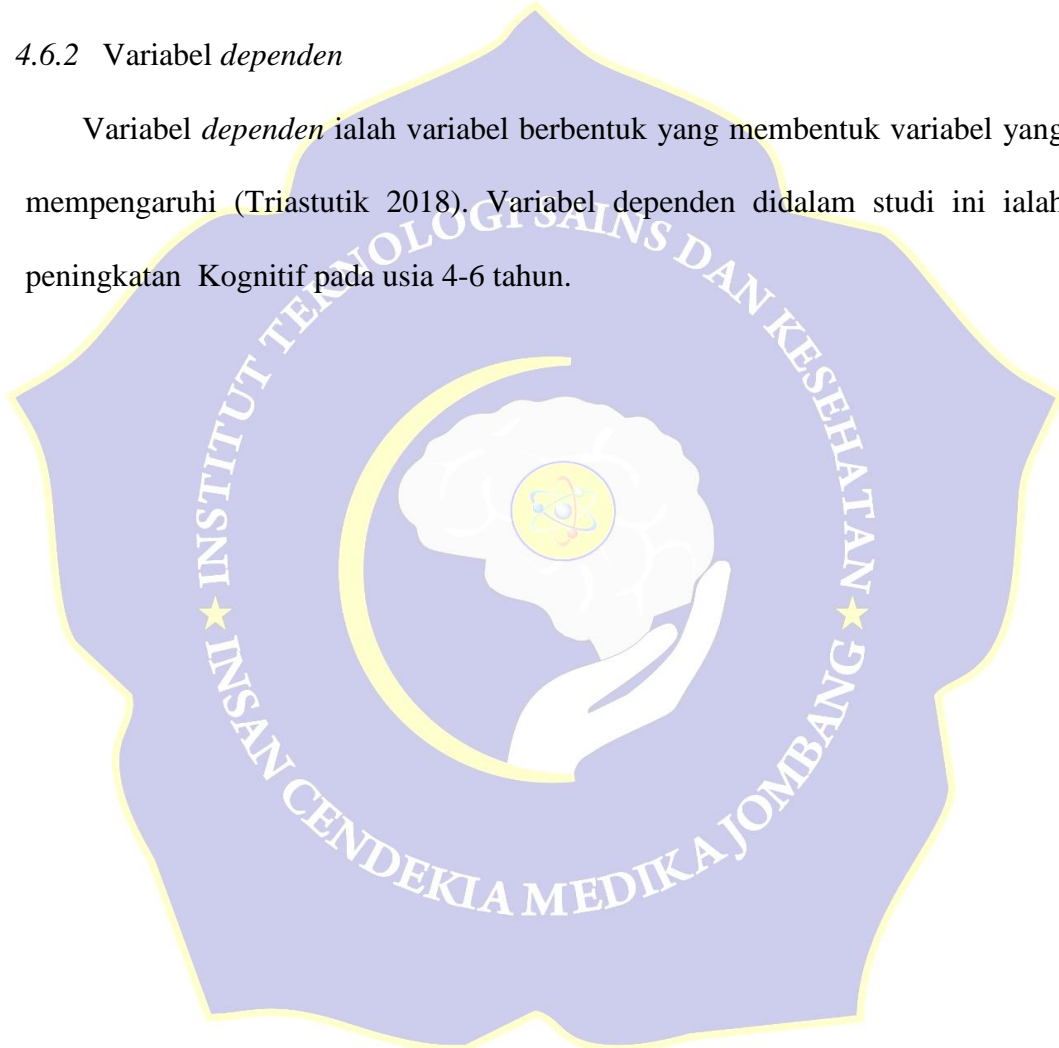 4.6.2 Variabel dependen
Variabel dependen ialah variabel berbentuk yang membentuk variabel yang
mempengaruhi (Triastutik 2018). Variabel dependen didalam studi ini ialah
peningkatan Kognitif pada usia 4-6 tahun.
INSTITUT TEKNOLOGI SAINS DAN KESEHATAN
INSAN CENDEKIA MEDIKA JOMBANG